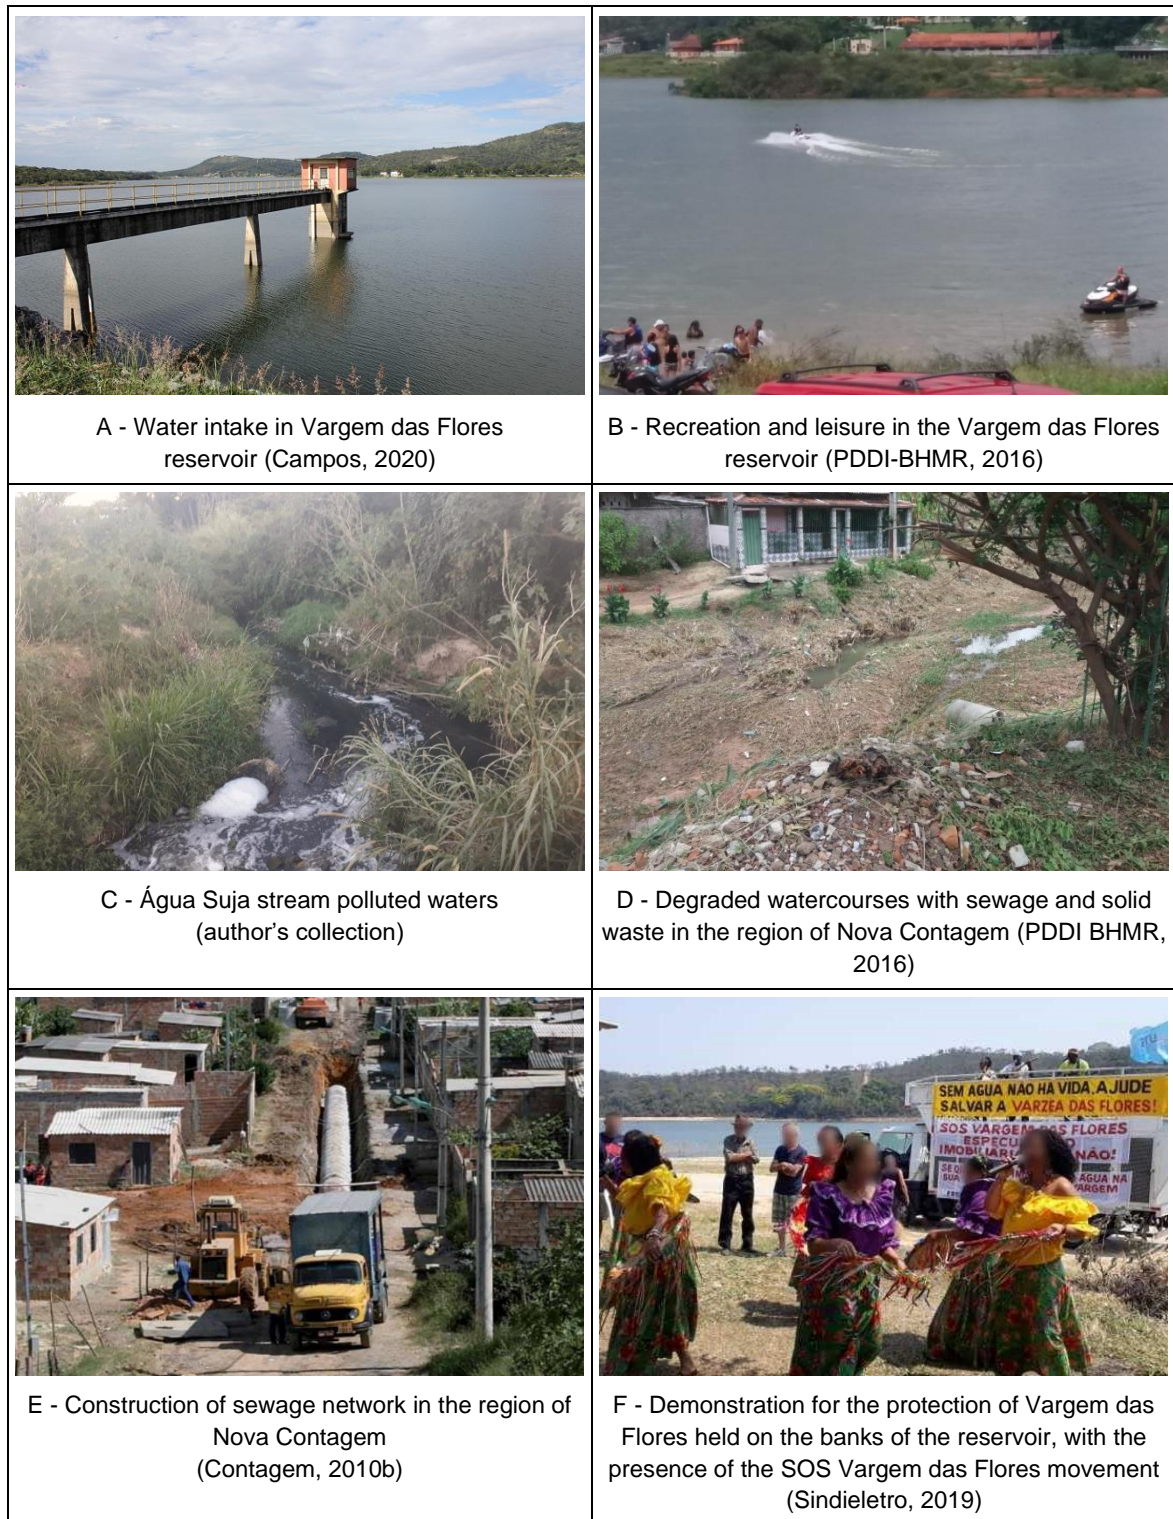 A - Water intake in Vargem das Flores
reservoir (Campos, 2020)
B - Recreation and leisure in the Vargem das Flores
reservoir (PDDI-BHMR, 2016)
C - Água Suja stream polluted waters
(author's collection)
D - Degraded watercourses with sewage and solid
waste in the region of Nova Contagem (PDDI BHMR,
2016)
SEM AGUA NÃO HÁ VIDA, AJUDE
SALVAR A VARZEA DAS FLORES!
SOS VARGEM DAS FLORES
NÃO!
VARGEM
E - Construction of sewage network in the region of
Nova Contagem
(Contagem, 2010b)
F - Demonstration for the protection of Vargem das
Flores held on the banks of the reservoir, with the
presence of the SOS Vargem das Flores movement
(Sindieletro, 2019)